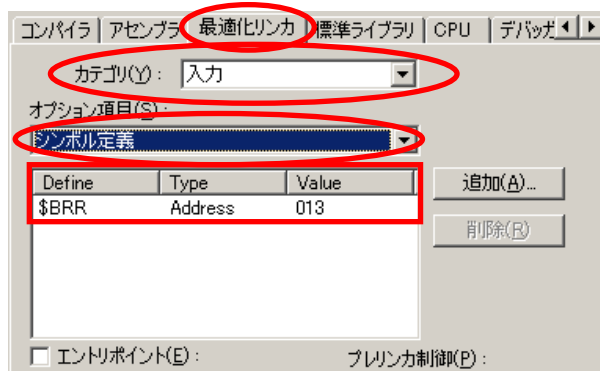 コンパイラ アセンブラ 最適化リンカ 標準ライブラリ CPU デバッガ
カテゴリ(Y): 入力
オプション項目(S):
シンボル定義
Define Type Value 追加(A)...
$BRR Address 013
削除(R)
エントリポイント(E): プレリンカ制御(P):